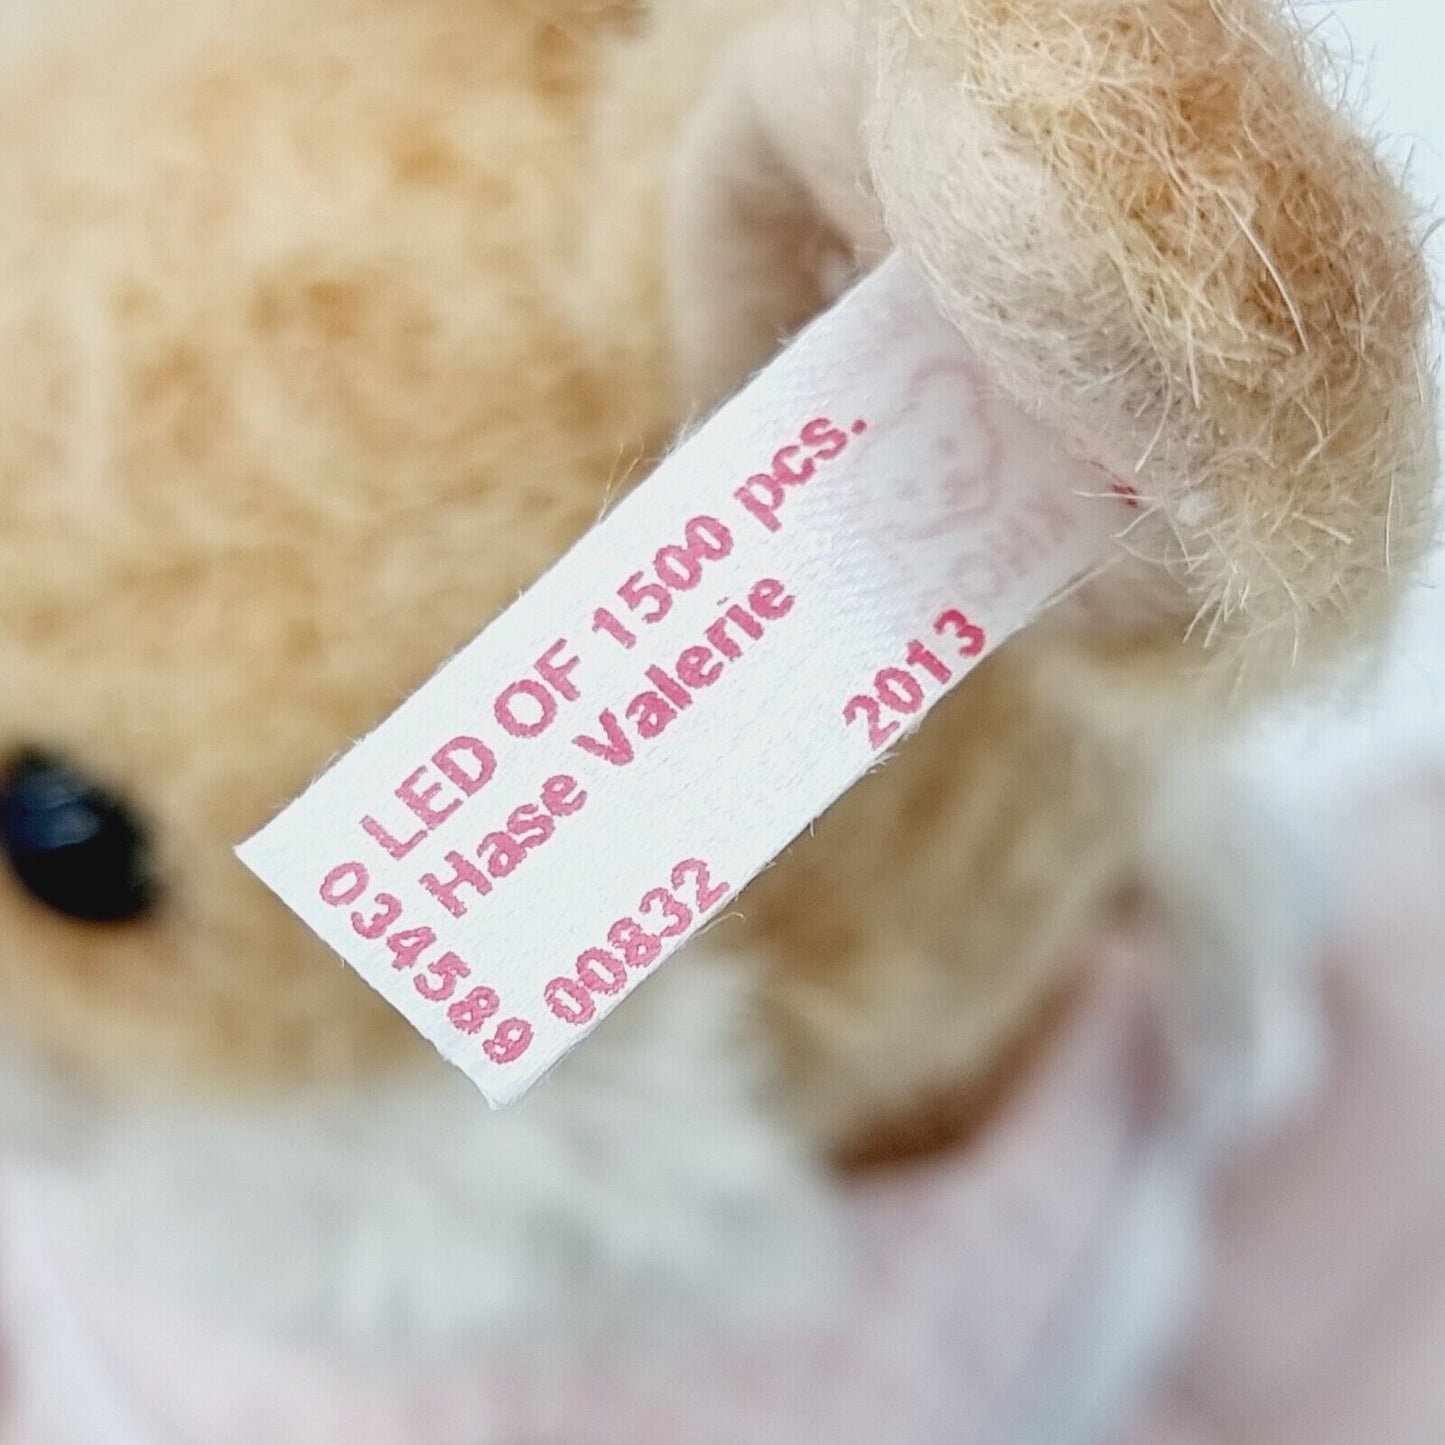 LED OF 1500 pcs.
Hase Valerie
2013
034589
00832